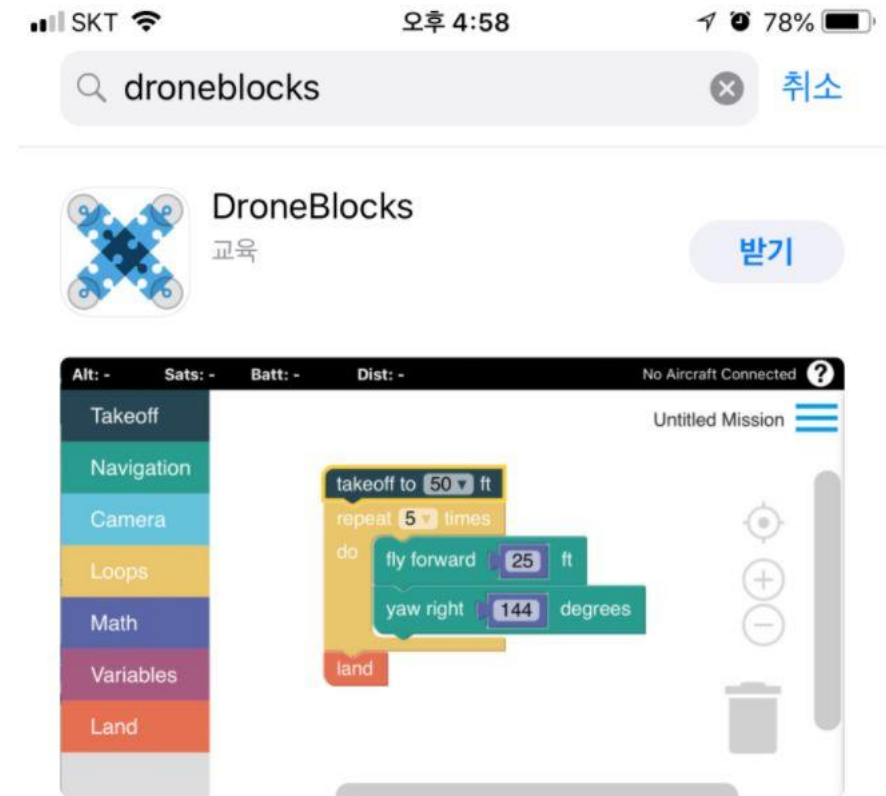 SKT 오후 4:58 78%
droneblocks 취소
DroneBlocks
교육
받기
Alt: - Sats: - Batt: - Dist: - No Aircraft Connected ?
Untitled Mission
Takeoff
Navigation
Camera
Loops
Math
Variables
Land
takeoff to 50 ft
repeat 5 times
do
fly forward 25 ft
yaw right 144 degrees
land